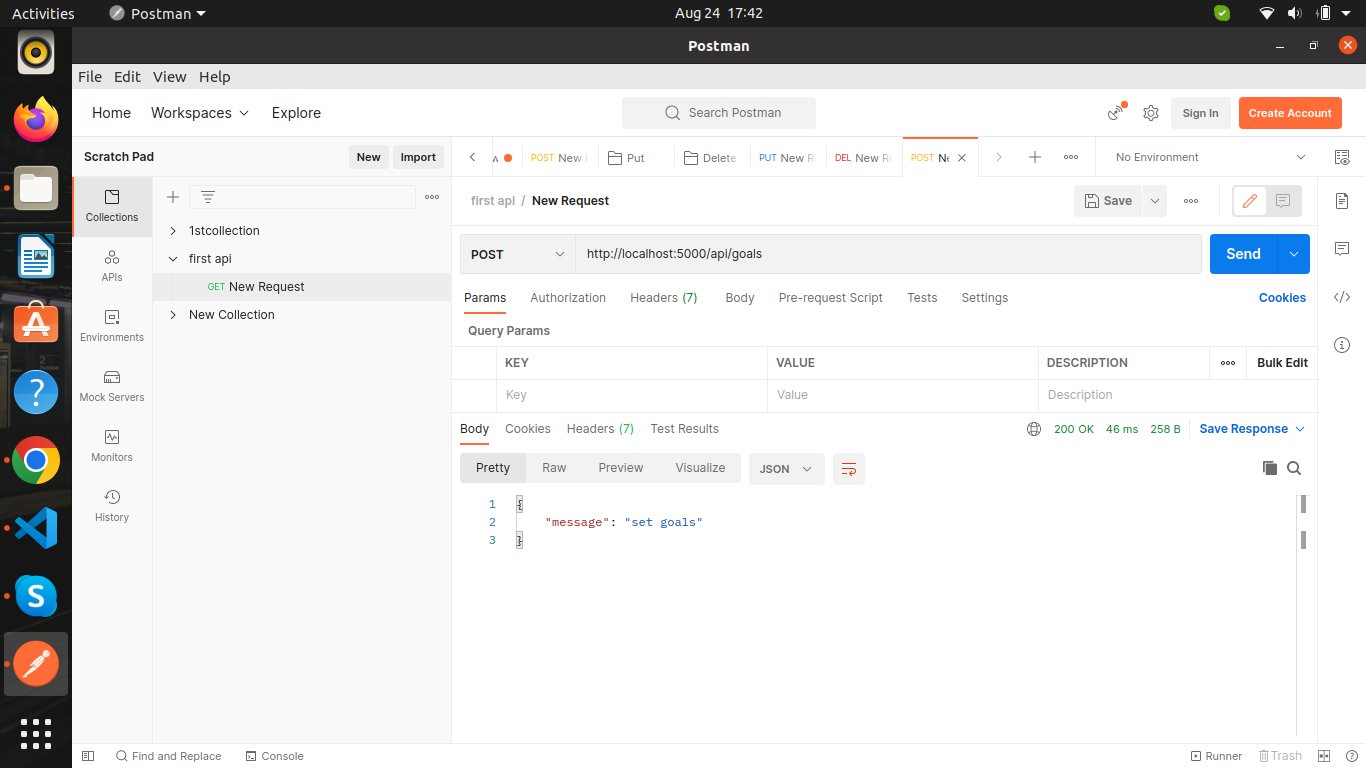 Activities Postman Aug 24 17:42
Postman
File Edit View Help
Home Workspaces Explore Search Postman Sign In Create Account
Scratch Pad New Import
w POST New Put Delete PUT New R DEL New Re POST Ne No Environment
Collections
APIs
Environments
Mock Servers
Monitors
History
1stcollection
first api
GET New Request
New Collection
first api / New Request Save
POST http://localhost:5000/api/goals Send
Params Authorization Headers (7) Body Pre-request Script Tests Settings Cookies
Query Params
KEY VALUE DESCRIPTION Bulk Edit
Key Value Description
Body Cookies Headers (7) Test Results 200 OK 46 ms 258 B Save Response
Pretty Raw Preview Visualize JSON
1 {
2 "message": "set goals"
3 }
Find and Replace Console Runner Trash